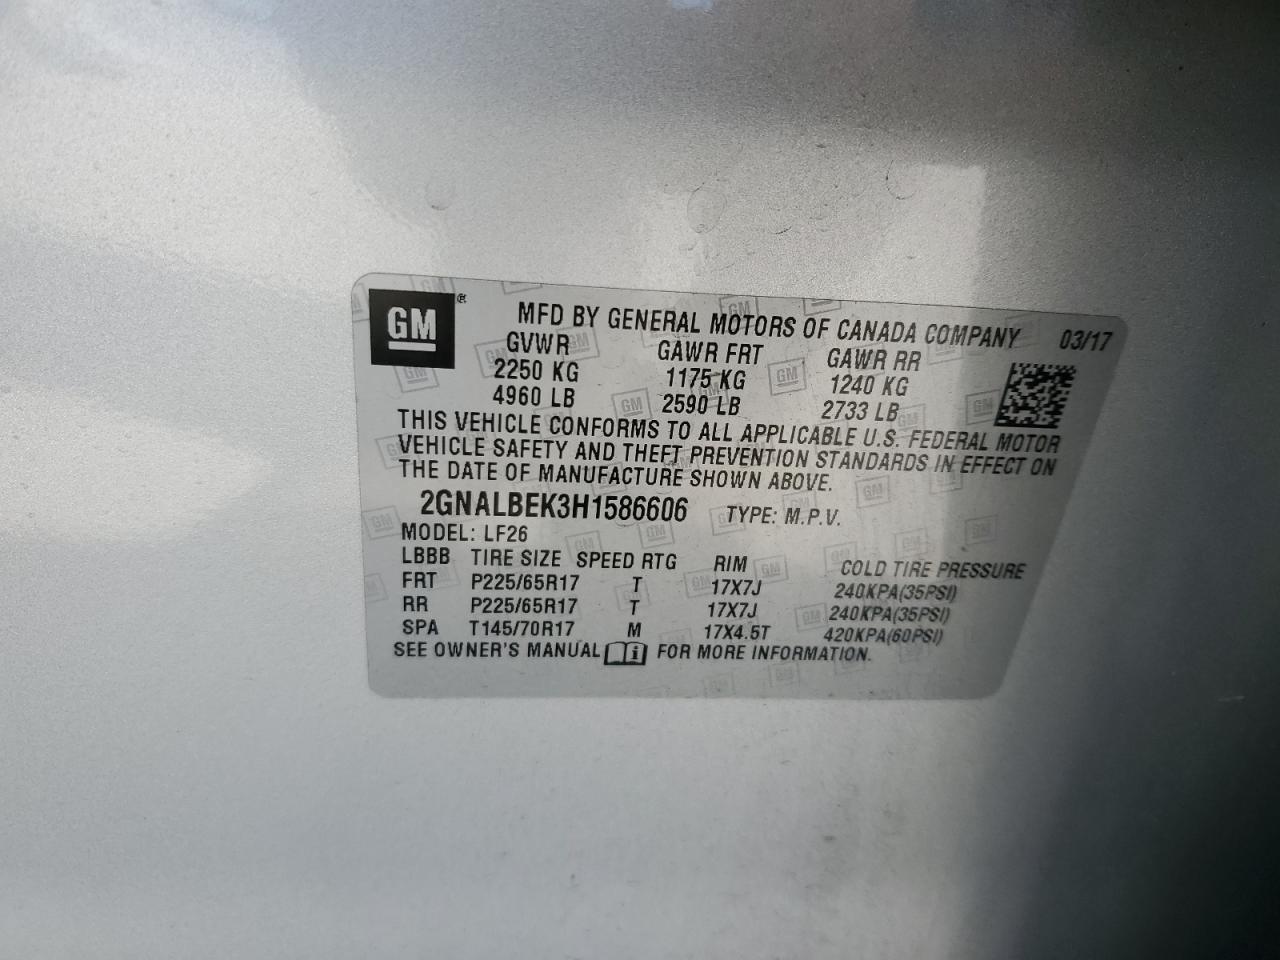 GM ® MFD BY GENERAL MOTORS OF CANADA COMPANY 03/17
GVWR GAWR FRT GAWR RR
2250 KG 1175 KG 1240 KG
4960 LB 2590 LB 2733 LB
THIS VEHICLE CONFORMS TO ALL APPLICABLE U.S. FEDERAL MOTOR
VEHICLE SAFETY AND THEFT PREVENTION STANDARDS IN EFFECT ON
THE DATE OF MANUFACTURE SHOWN ABOVE.
2GNALBEK3H1586606 TYPE: M.P.V.
MODEL: LF26
LBBB TIRE SIZE SPEED RTG RIM COLD TIRE PRESSURE
FRT P225/65R17 T 17X7J 240KPA(35PSI)
RR P225/65R17 T 17X7J 240KPA(35PSI)
SPA T145/70R17 M 17X4.5T 420KPA(60PSI)
SEE OWNER'S MANUAL i FOR MORE INFORMATION.